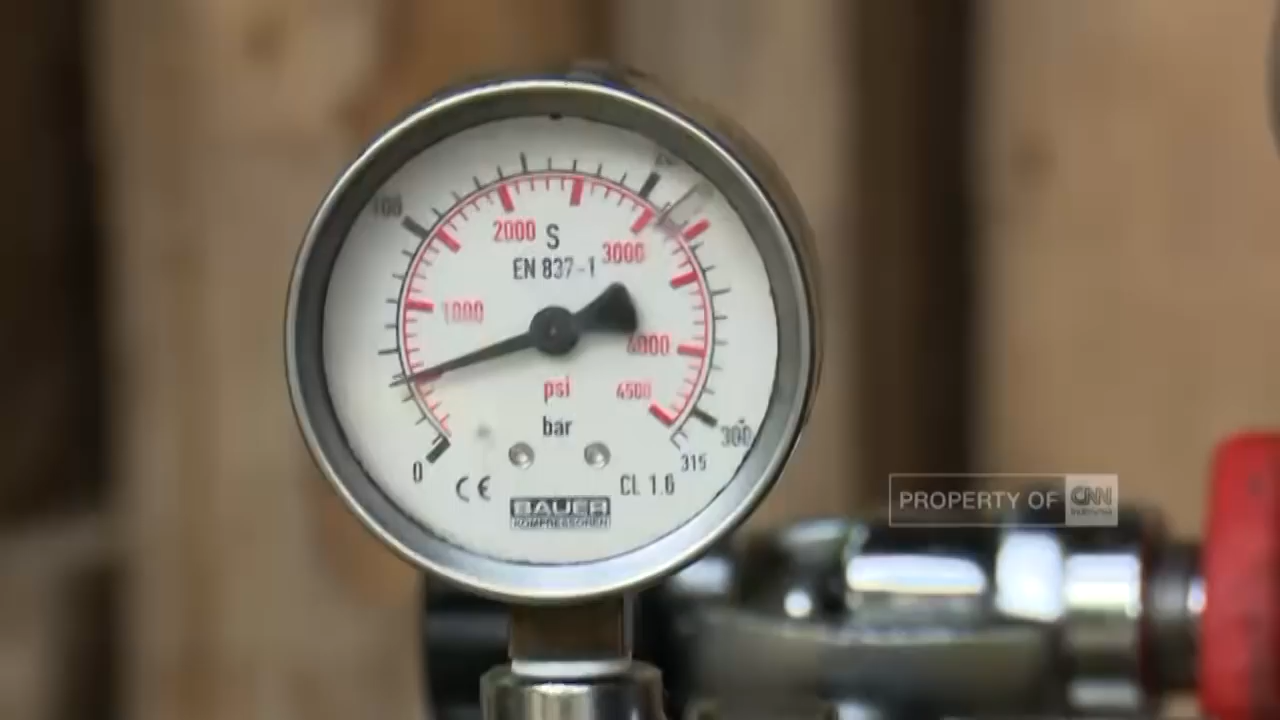 100
2000 S
EN 837-1
3000
1000
4000
psi
4500
bar
300
0
CE
CL 1.6
315
BAUER
KOMPRESSOREN
PROPERTY OF CNN
Indonesia